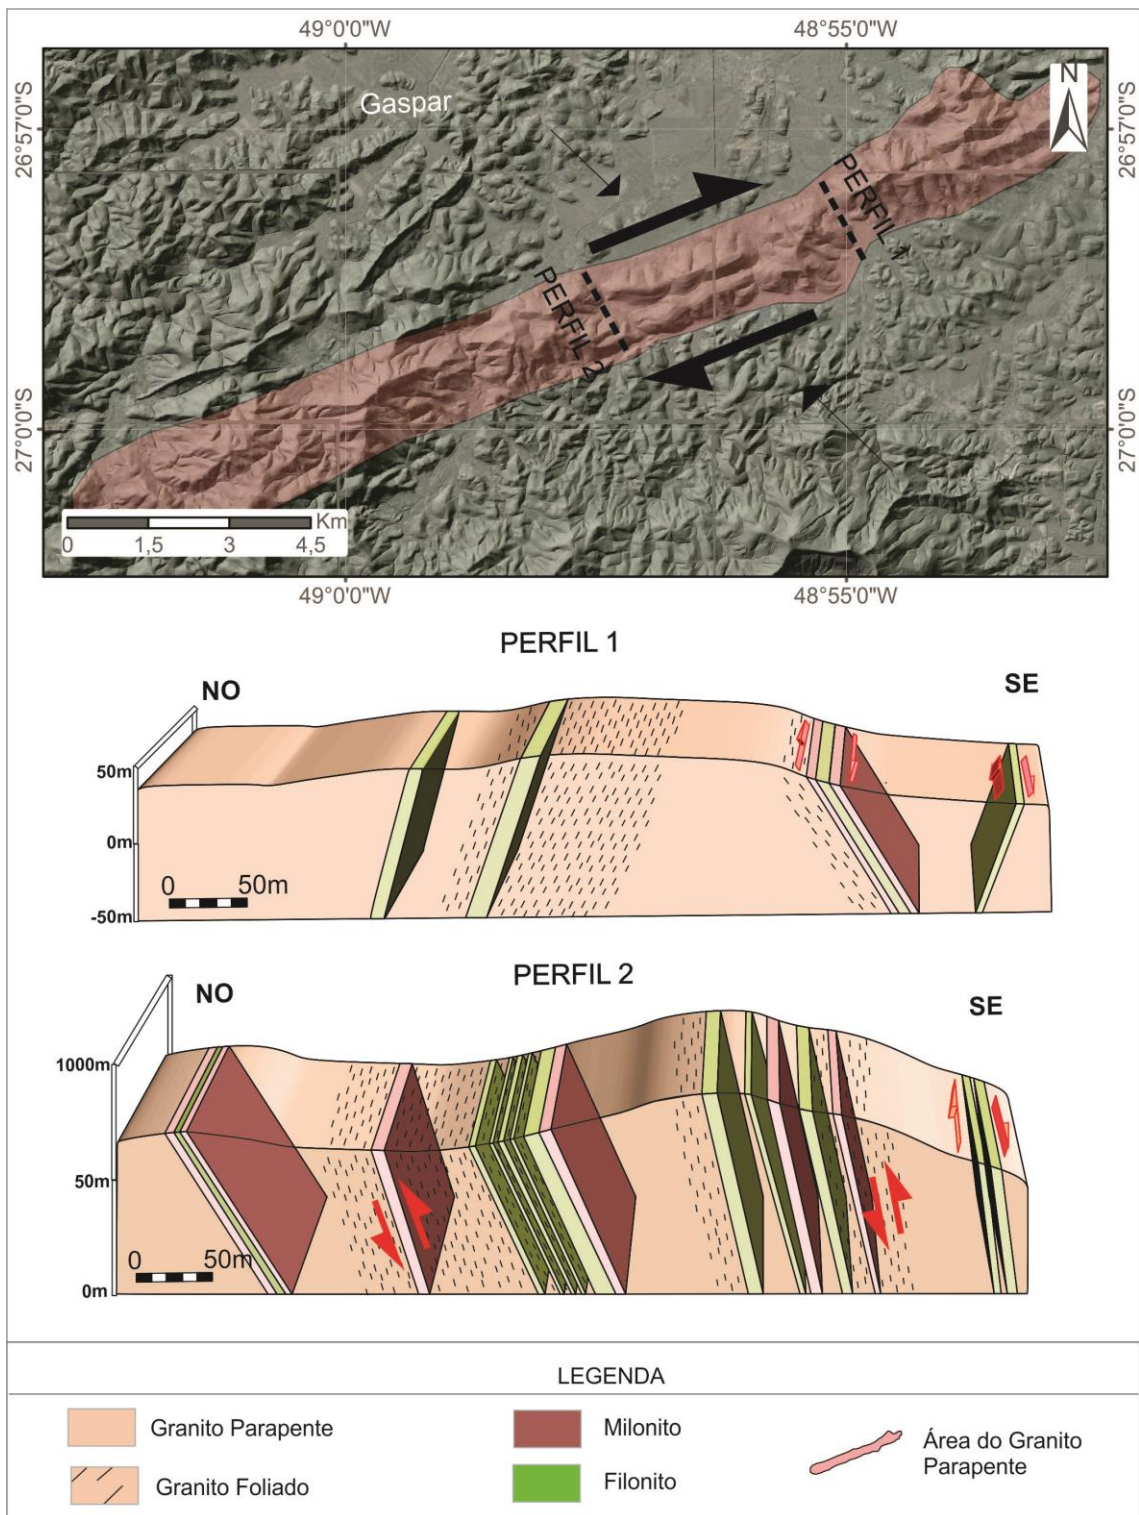 49°0'0"W 48°55'0"W
N
Gaspar
26°57'0"S 26°57'0"S
PERFIL 1
PERFIL 2
27°0'0"S 27°0'0"S
Km
0 1,5 3 4,5
49°0'0"W 48°55'0"W
PERFIL 1
NO SE
50m
0m
0 50m
-50m
PERFIL 2
NO SE
1000m
50m
0 50m
0m
LEGENDA
Granito Parapente Milonito Área do Granito
Parapente
Granito Foliado Filonito